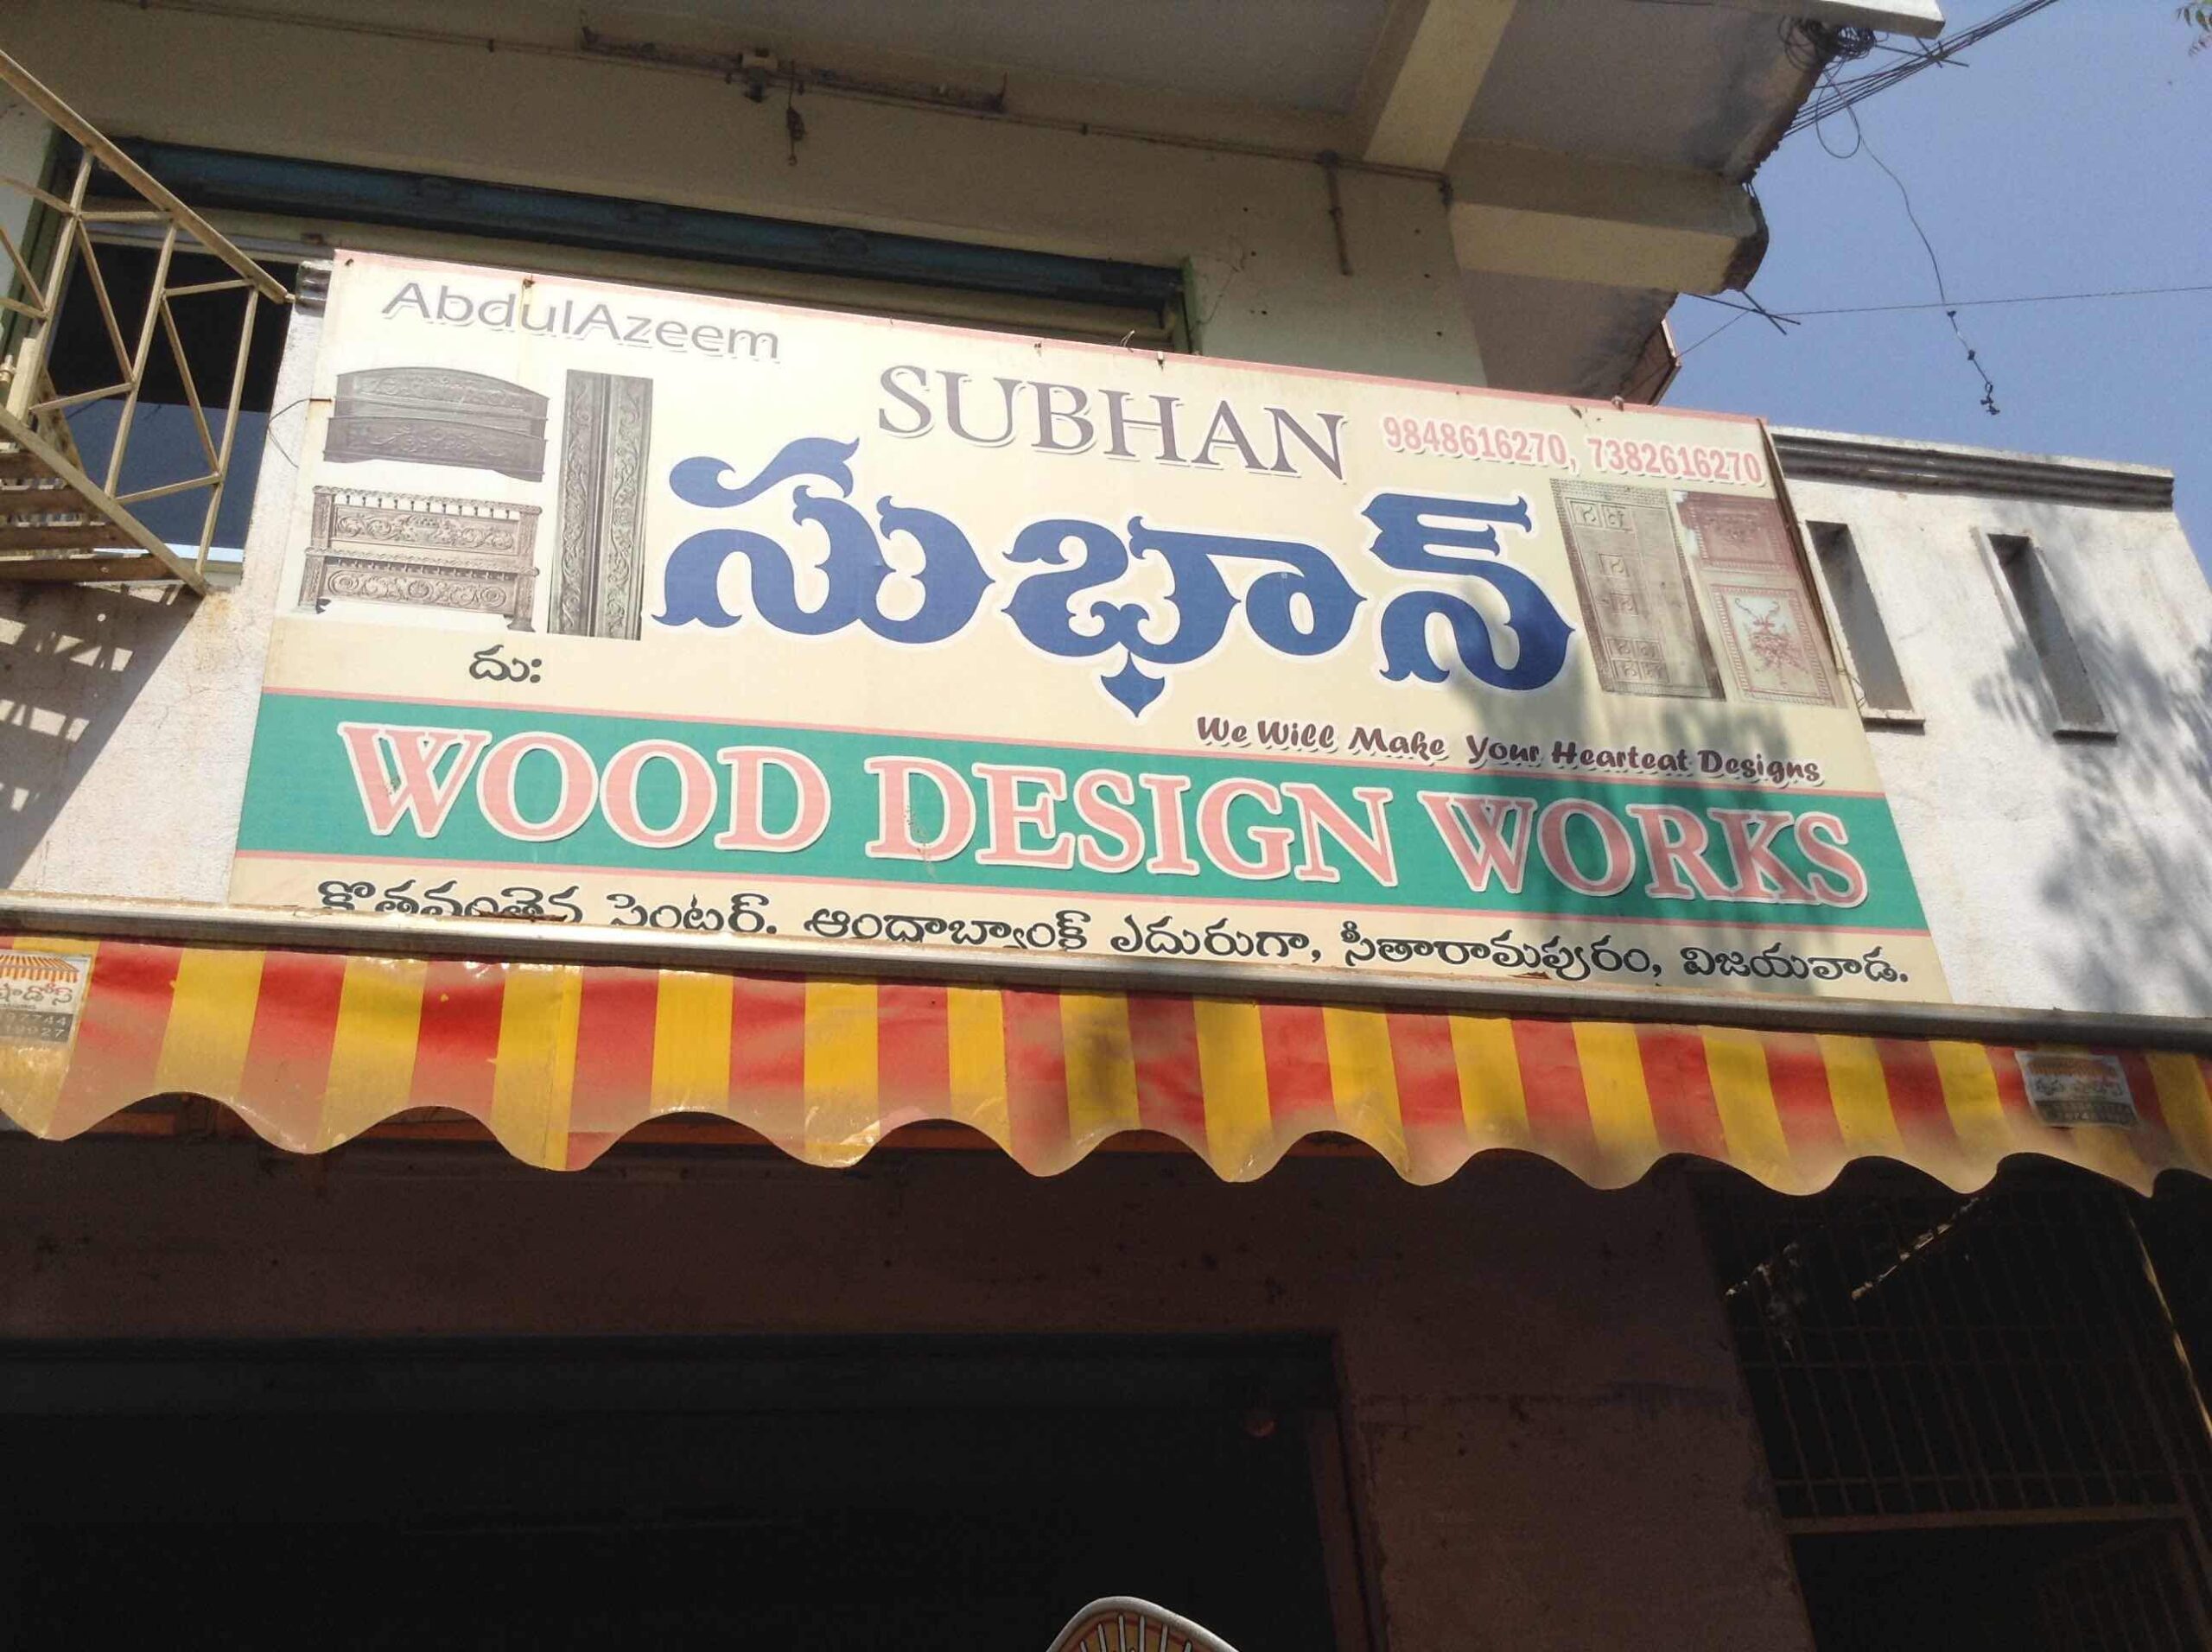 AbdulAzeem
SUBHAN
9848616270, 7382616270
సుభాన్
దు:
We Will Make Your Hearteat Designs
WOOD DESIGN WORKS
కొత్తవంతెన సెంటర్. ఆంధ్రాబ్యాంక్ ఎదురుగా, సీతారామపురం, విజయవాడ.